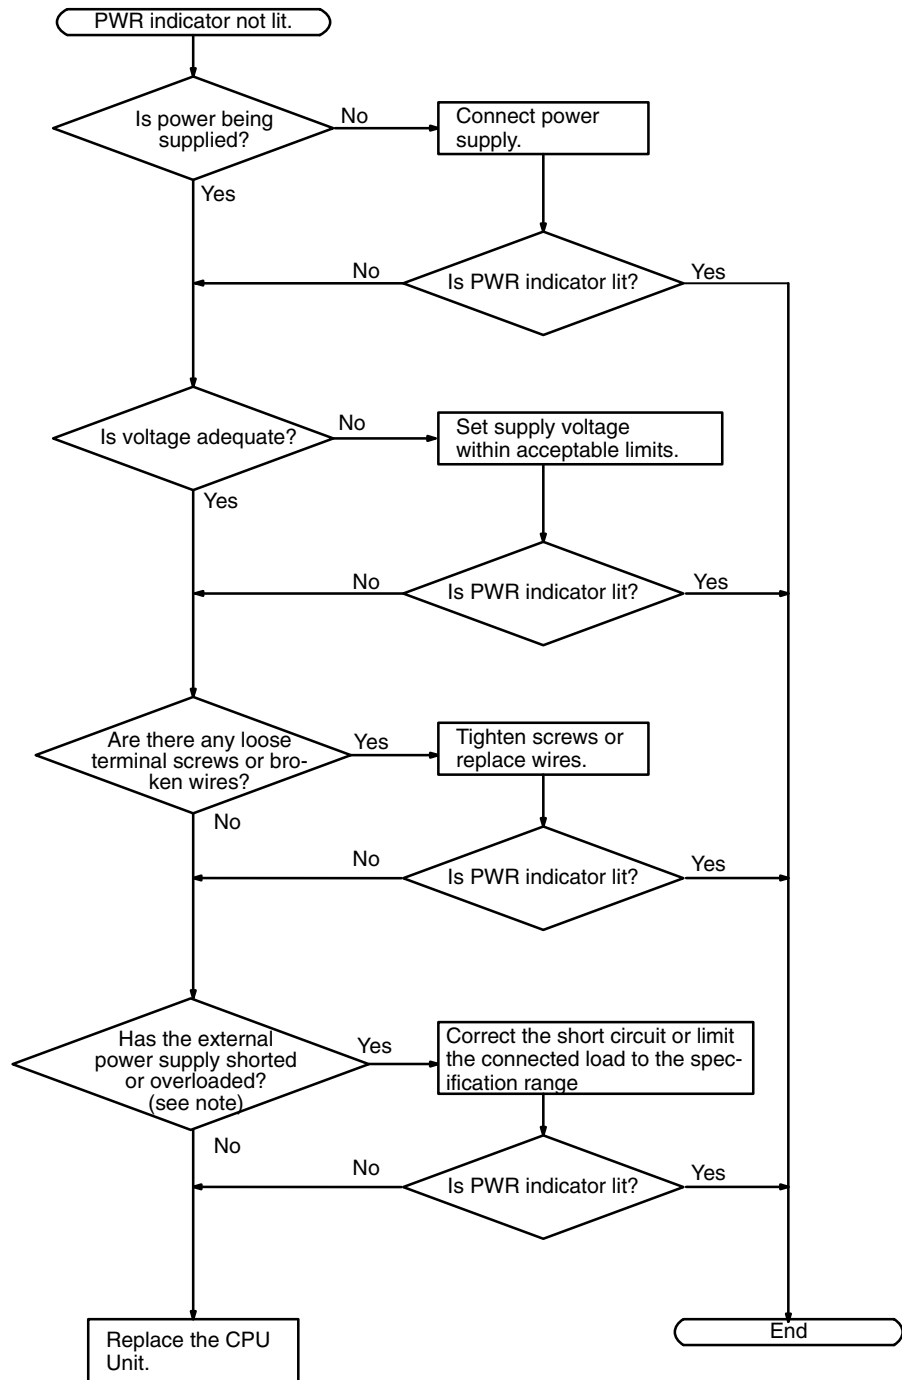 PWR indicator not lit.
Is power being
supplied?
No
Connect power
supply.
Yes
No
Is PWR indicator lit?
Yes
Is voltage adequate?
No
Set supply voltage
within acceptable limits.
Yes
No
Is PWR indicator lit?
Yes
Are there any loose
terminal screws or bro-
ken wires?
Yes
Tighten screws or
replace wires.
No
No
Is PWR indicator lit?
Yes
Has the external
power supply shorted
or overloaded?
(see note)
Yes
Correct the short circuit or limit
the connected load to the spec-
ification range
No
No
Is PWR indicator lit?
Yes
Replace the CPU
Unit.
End